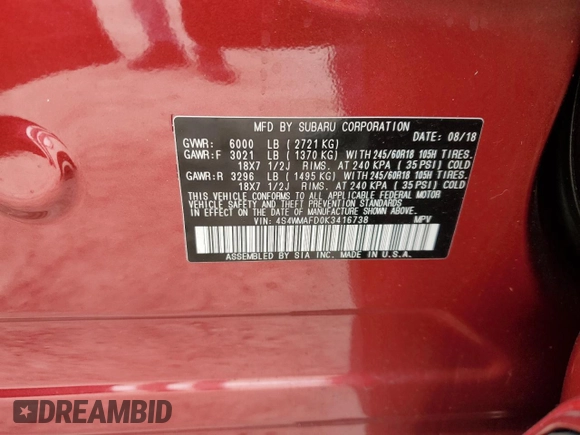 MFD BY SUBARU CORPORATION
GVWR: 6000 LB ( 2721 KG) DATE: 08/18
GAWR:F 3021 LB ( 1370 KG) WITH 245/60R18 105H TIRES.
18X7 1/2J RIMS. AT 240 KPA ( 35 PSI) COLD
GAWR:R 3296 LB ( 1495 KG) WITH 245/60R18 105H TIRES.
18X7 1/2J RIMS. AT 240 KPA ( 35 PSI) COLD
THIS VEHICLE CONFORMS TO ALL APPLICABLE FEDERAL MOTOR
VEHICLE SAFETY AND THEFT PREVENTION STANDARDS
IN EFFECT ON THE DATE OF MANUFACTURE SHOWN ABOVE.
VIN: 4S4WMAFD0K3416738 MPV
ASSEMBLED BY SIA INC. MADE IN U.S.A.
DREAMBID